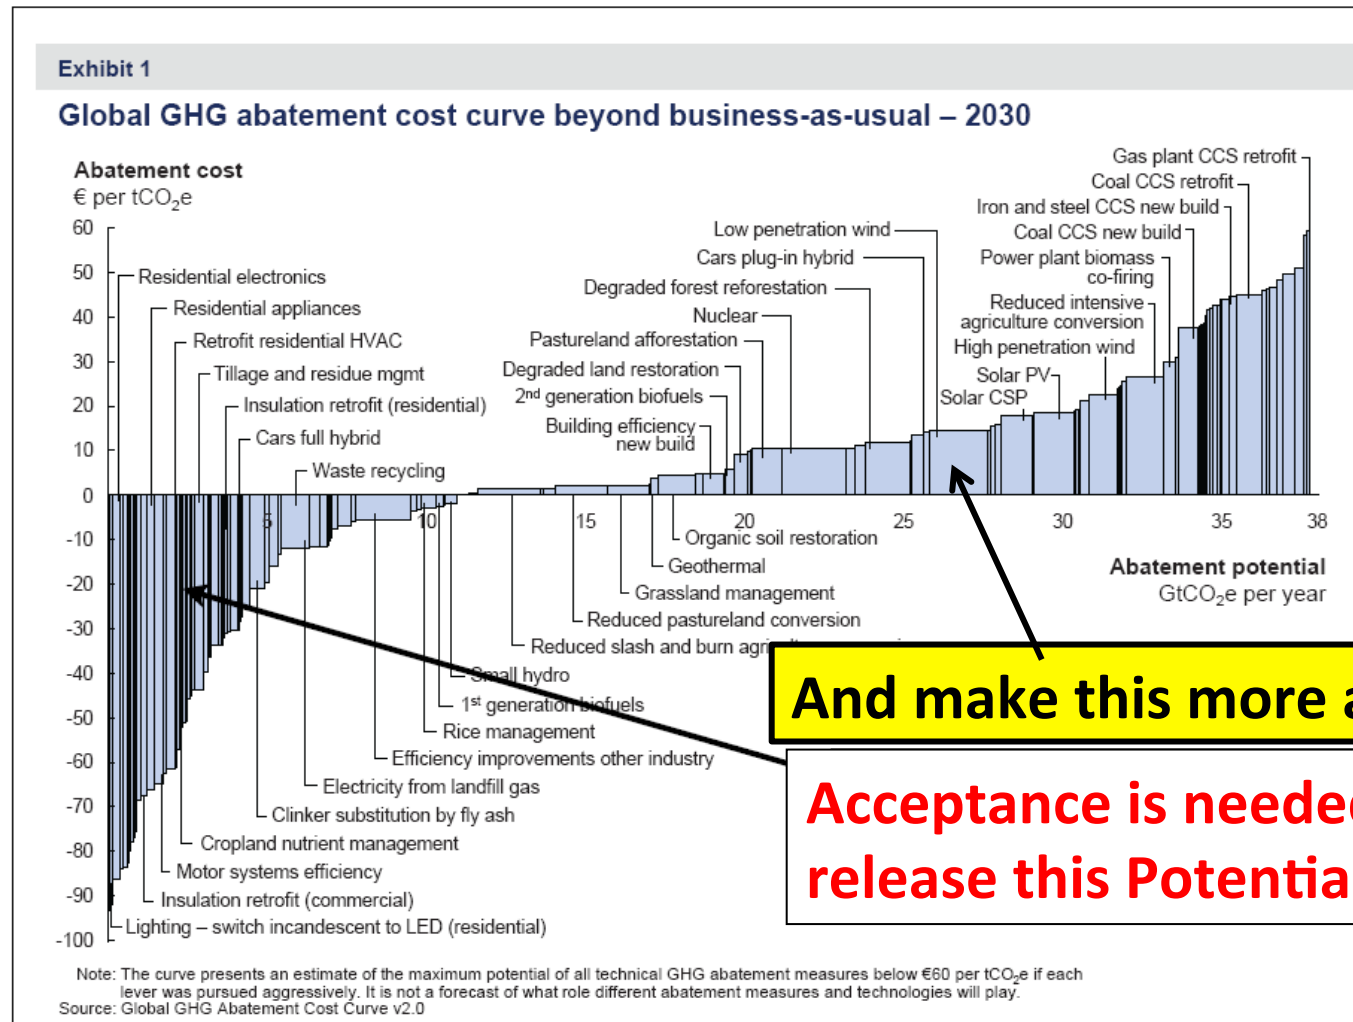 Exhibit 1
Global GHG abatement cost curve beyond business-as-usual – 2030
Abatement cost
€ per tCO2e
60
50
40
30
20
10
0
-10
-20
-30
-40
-50
-60
-70
-80
-90
-100
Residential electronics
Residential appliances
Retrofit residential HVAC
Tillage and residue mgmt
Insulation retrofit (residential)
Cars full hybrid
Waste recycling
Gas plant CCS retrofit
Coal CCS retrofit
Iron and steel CCS new build
Low penetration wind
Coal CCS new build
Cars plug-in hybrid
Power plant biomass
co-firing
Degraded forest reforestation
Reduced intensive
agriculture conversion
Nuclear
Pastureland afforestation
High penetration wind
Degraded land restoration
Solar PV
2nd generation biofuels
Solar CSP
Building efficiency
new build
5
10
15
20
25
30
35
38
Organic soil restoration
Geothermal
Grassland management
Reduced pastureland conversion
Reduced slash and burn
Small hydro
1st generation biofuels
Rice management
Efficiency improvements other industry
Electricity from landfill gas
Clinker substitution by fly ash
Cropland nutrient management
Motor systems efficiency
Insulation retrofit (commercial)
Lighting – switch incandescent to LED (residential)
Abatement potential
GtCO2e per year
And make this more a
Acceptance is neede
release this Potentia
Note: The curve presents an estimate of the maximum potential of all technical GHG abatement measures below €60 per tCO2e if each
lever was pursued aggressively. It is not a forecast of what role different abatement measures and technologies will play.
Source: Global GHG Abatement Cost Curve v2.0